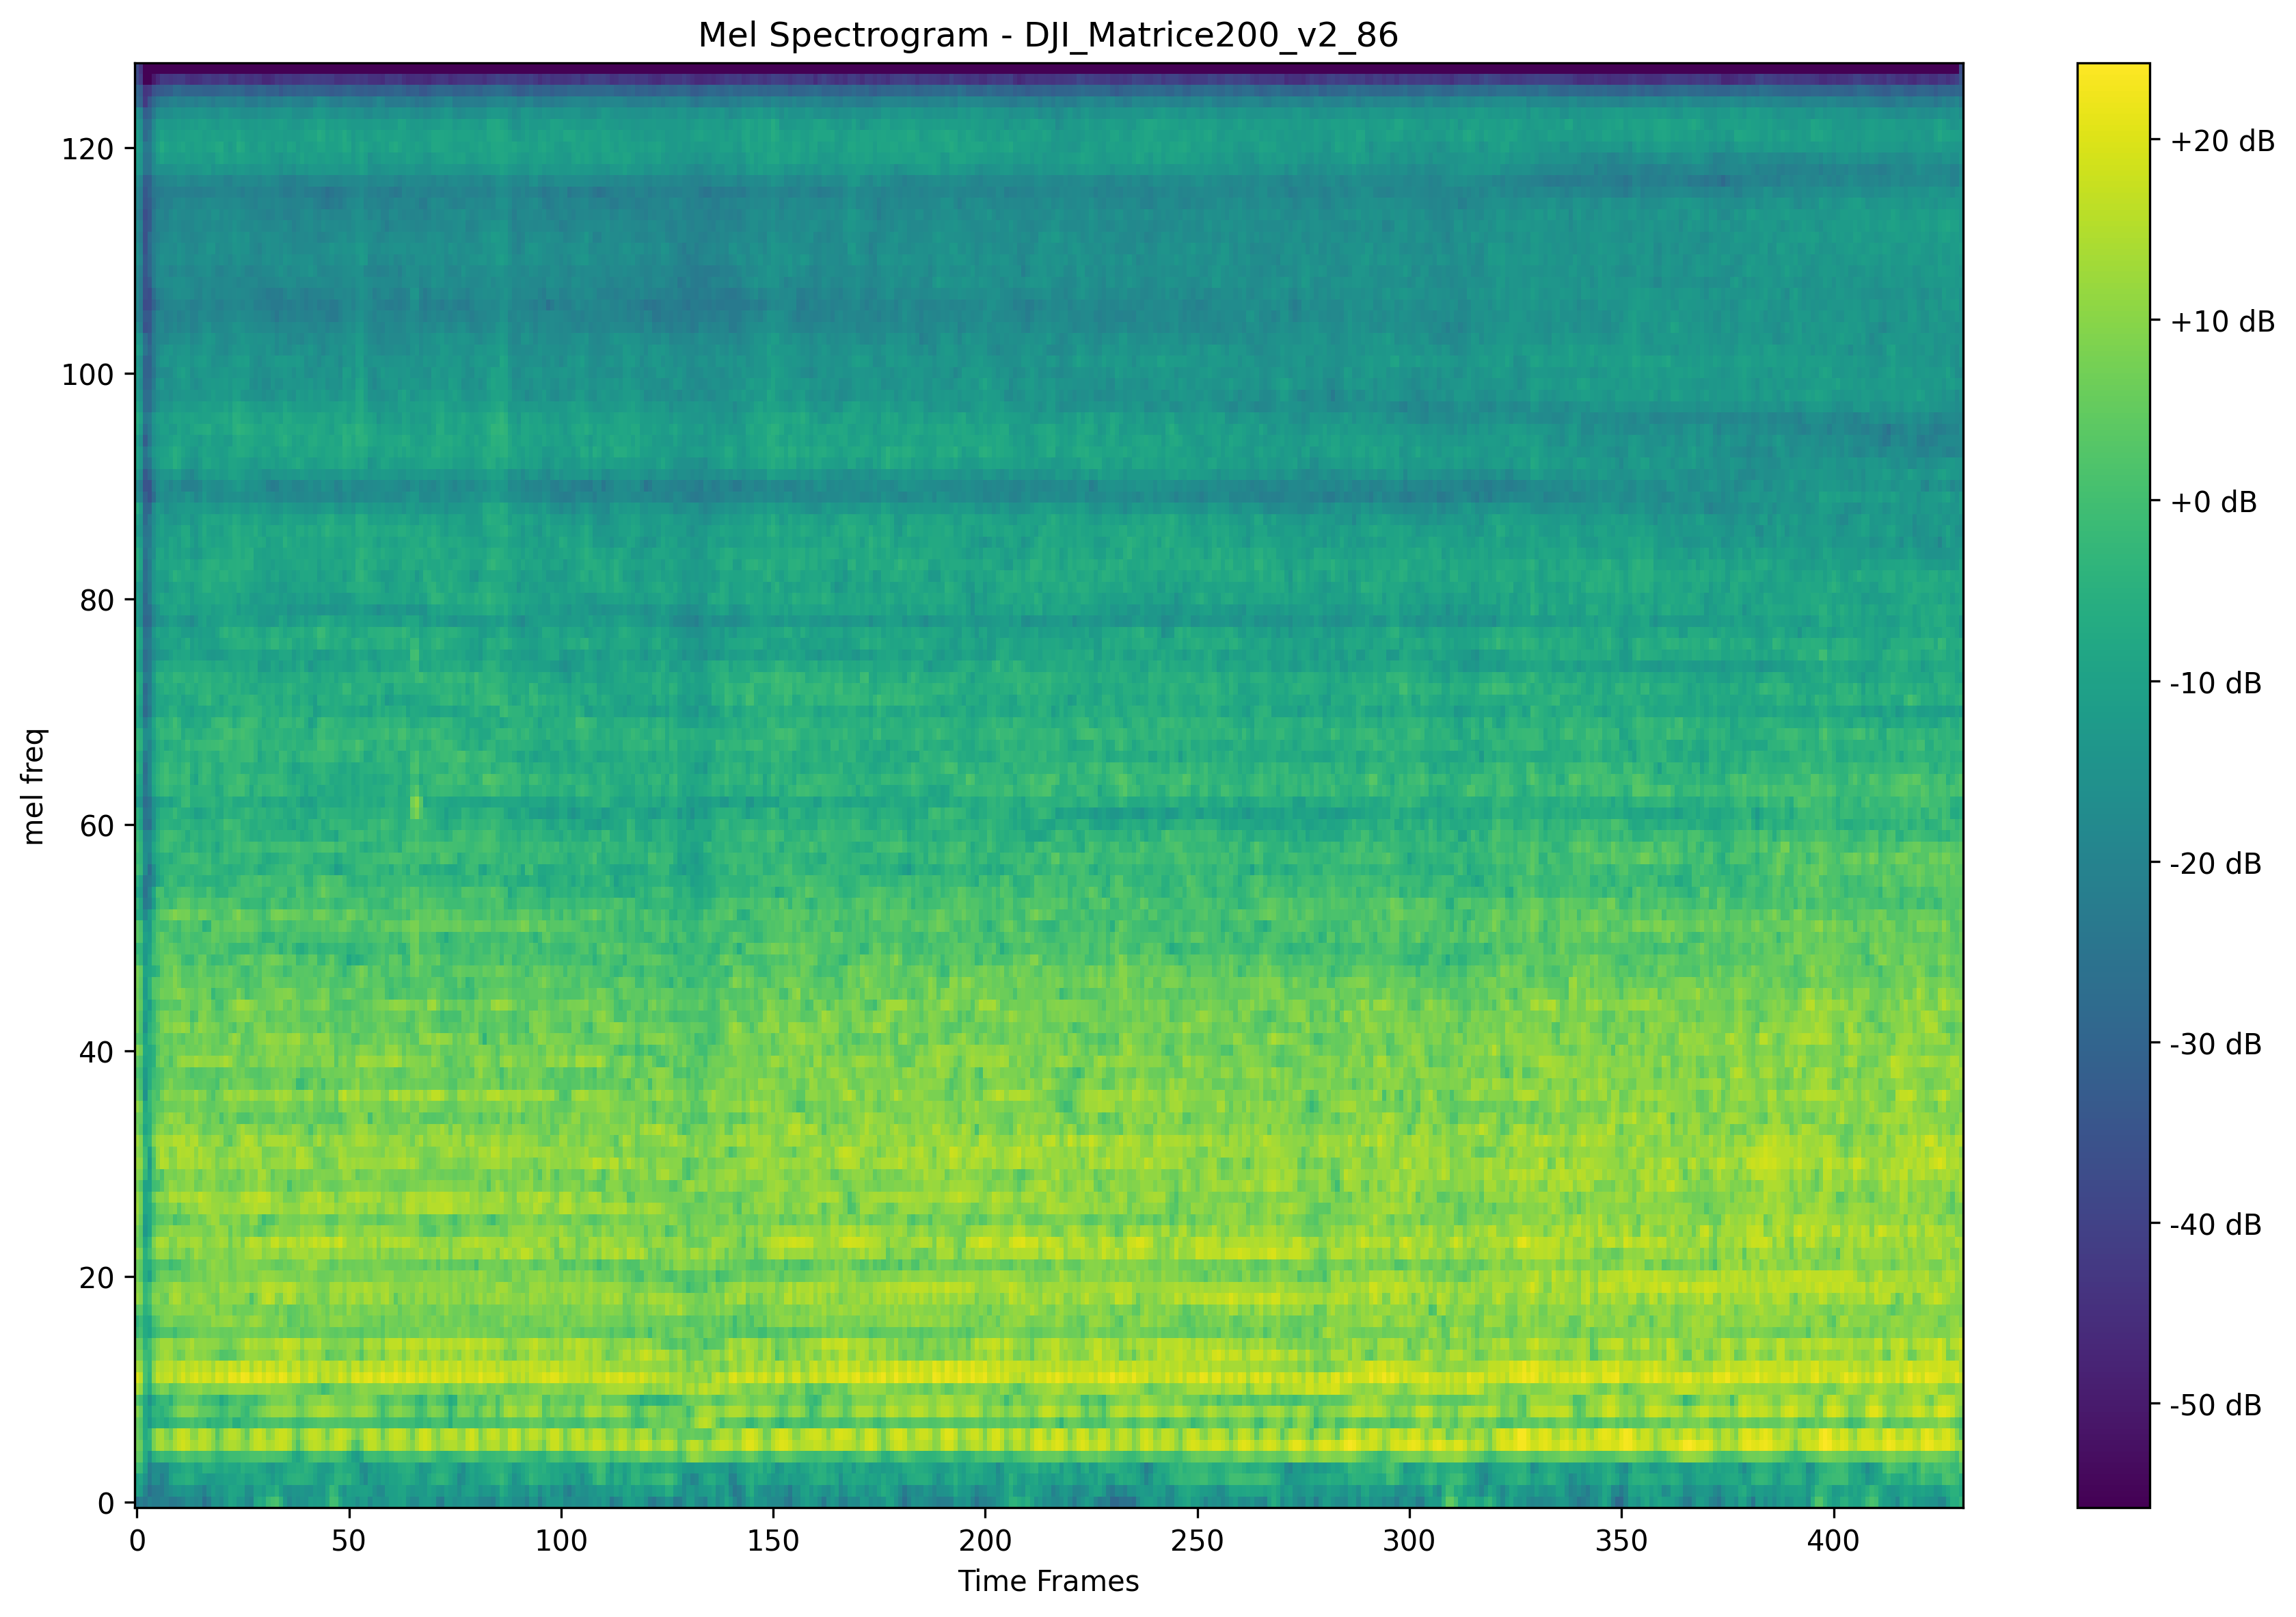 Mel Spectrogram - DJI_Matrice200_v2_86
120
100
80
60
40
20
0
mel freq
0
50
100
150
200
250
300
350
400
Time Frames
+20 dB
+10 dB
+0 dB
-10 dB
-20 dB
-30 dB
-40 dB
-50 dB